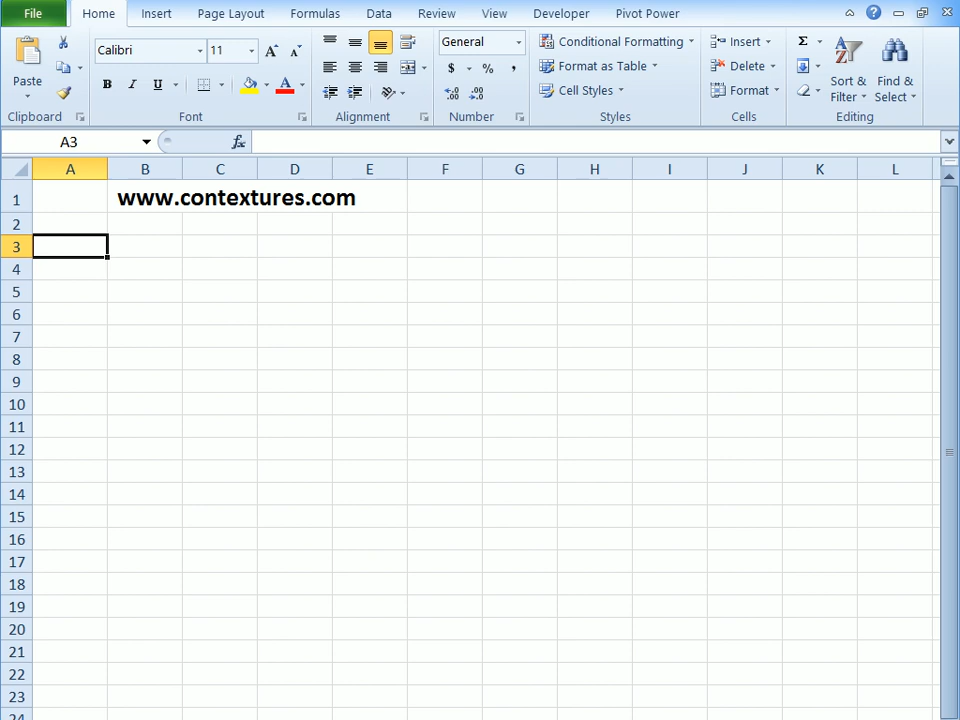 File Home Insert Page Layout Formulas Data Review View Developer Pivot Power
Calibri 11 General Conditional Formatting Insert Σ
Paste $ % , Format as Table Delete Sort & Find &
B I U A Cell Styles Format Filter Select
Clipboard Font Alignment Number Styles Cells Editing
A3 fx
A B C D E F G H I J K L
1 www.contextures.com
2
3
4
5
6
7
8
9
10
11
12
13
14
15
16
17
18
19
20
21
22
23
24